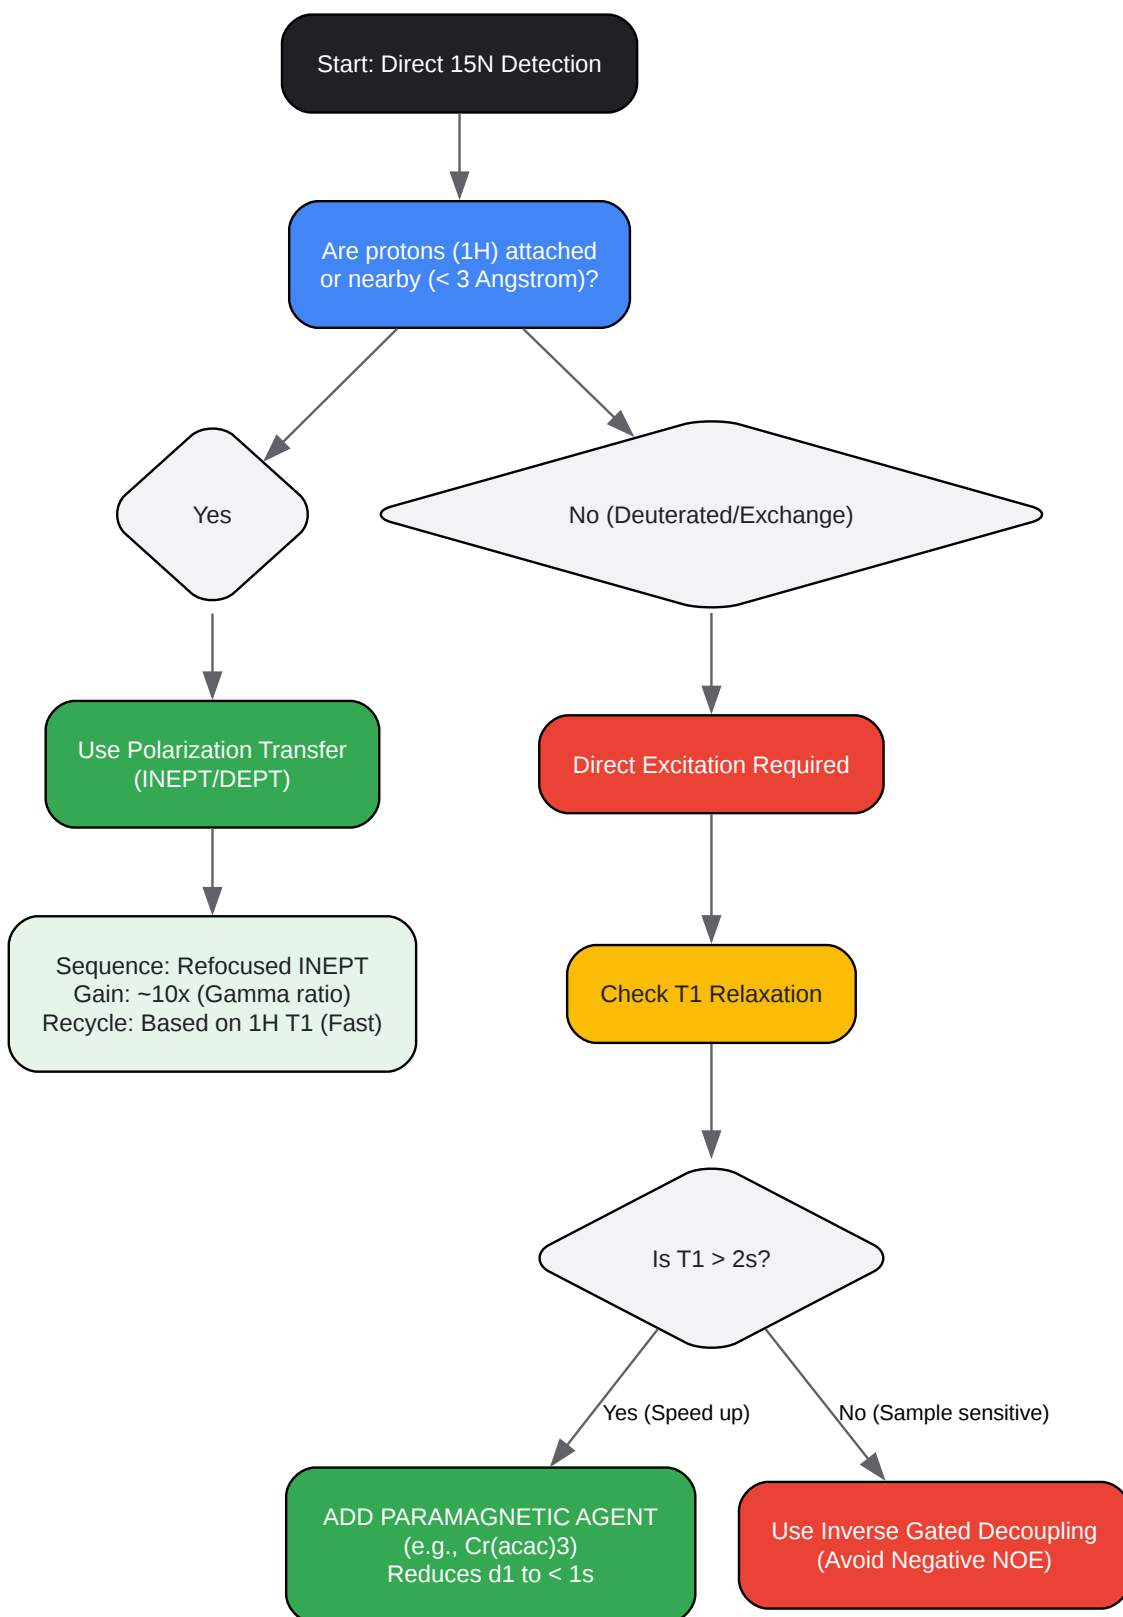 Start: Direct 15N Detection
Are protons (1H) attached
or nearby (< 3 Angstrom)?
Yes
No (Deuterated/Exchange)
Use Polarization Transfer
(INEPT/DEPT)
Direct Excitation Required
Sequence: Refocused INEPT
Gain: ~10x (Gamma ratio)
Recycle: Based on 1H T1 (Fast)
Check T1 Relaxation
Is T1 > 2s?
Yes (Speed up)
No (Sample sensitive)
ADD PARAMAGNETIC AGENT
(e.g., Cr(acac)3)
Reduces d1 to < 1s
Use Inverse Gated Decoupling
(Avoid Negative NOE)